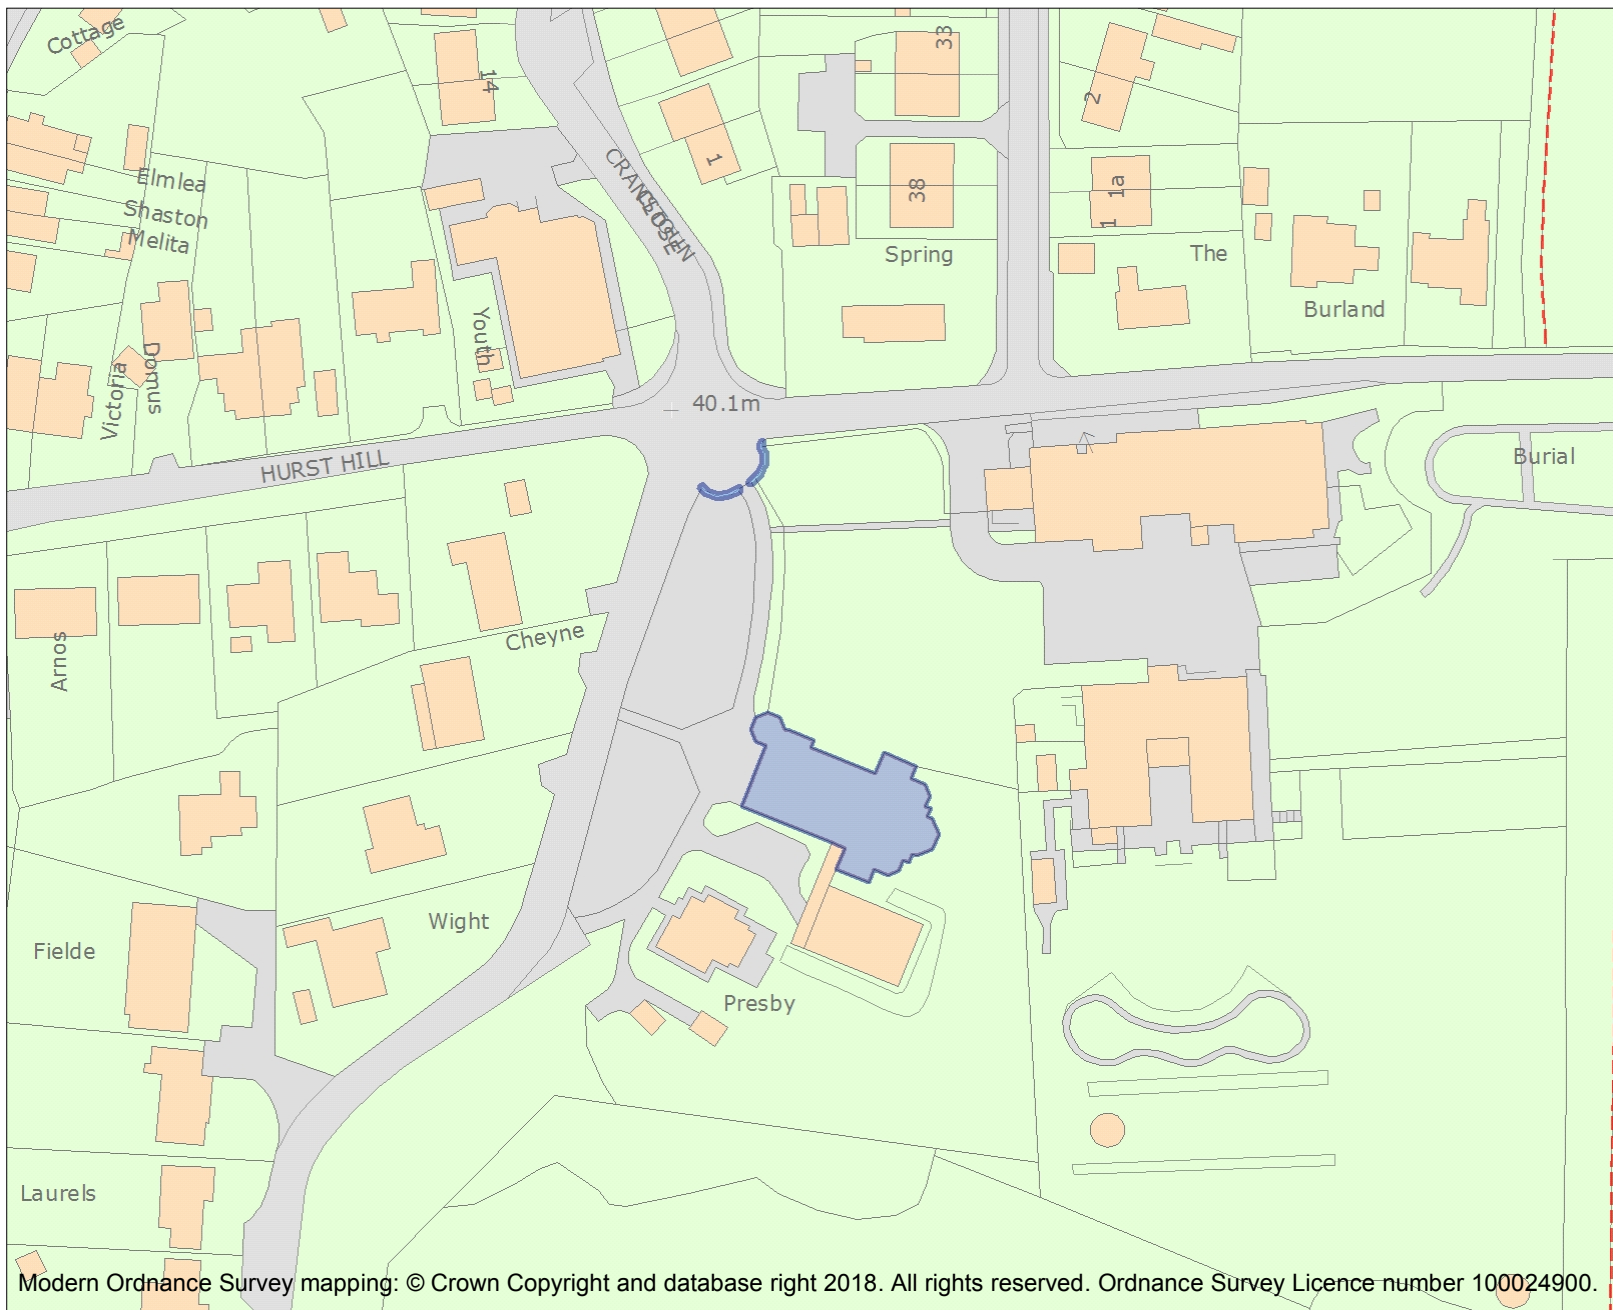 Cottage
14
33
2
1
Elmlea
Shaston
Melita
CRANLEIGH
CLOSE
38
1a
1
Spring
The
Burland
Youth
Domus
Victoria
40.1m
HURST HILL
Burial
Arnos
Cheyne
Wight
Fielde
Presby
Laurels
Modern Ordnance Survey mapping: © Crown Copyright and database right 2018. All rights reserved. Ordnance Survey Licence number 100024900.